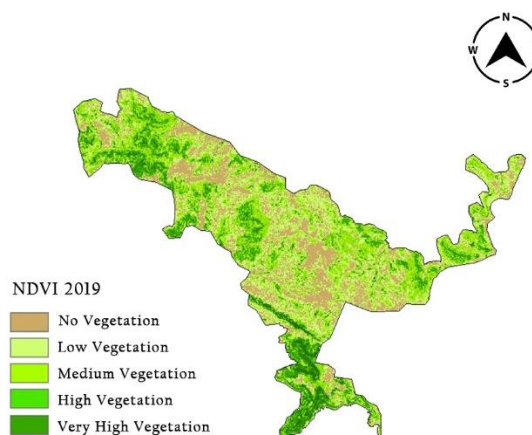 N
W E
S
NDVI 2019
No Vegetation
Low Vegetation
Medium Vegetation
High Vegetation
Very High Vegetation